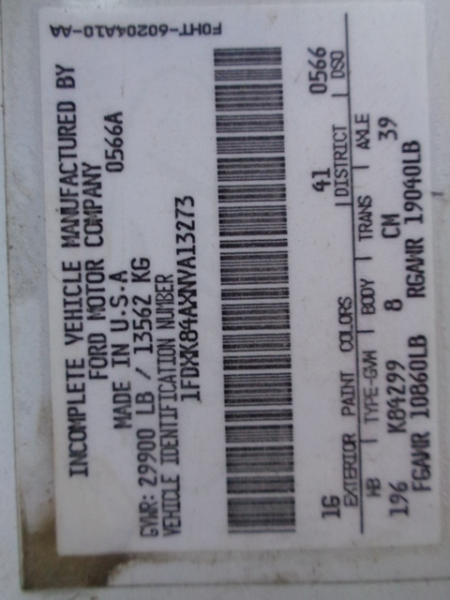 F0HT-60204A10-AA
INCOMPLETE VEHICLE MANUFACTURED BY
FORD MOTOR COMPANY
MADE IN U.S.A 0566A
GVWR: 29900 LB / 13562 KG
VEHICLE IDENTIFICATION NUMBER
1FDXK84AXNVA13273
1G 41 0566
EXTERIOR PAINT COLORS DISTRICT DSO
WB TYPE-GVW BODY TRANS AXLE
196 K84299 8 CM 39
FGAWR 10860LB RGAWR 19040LB